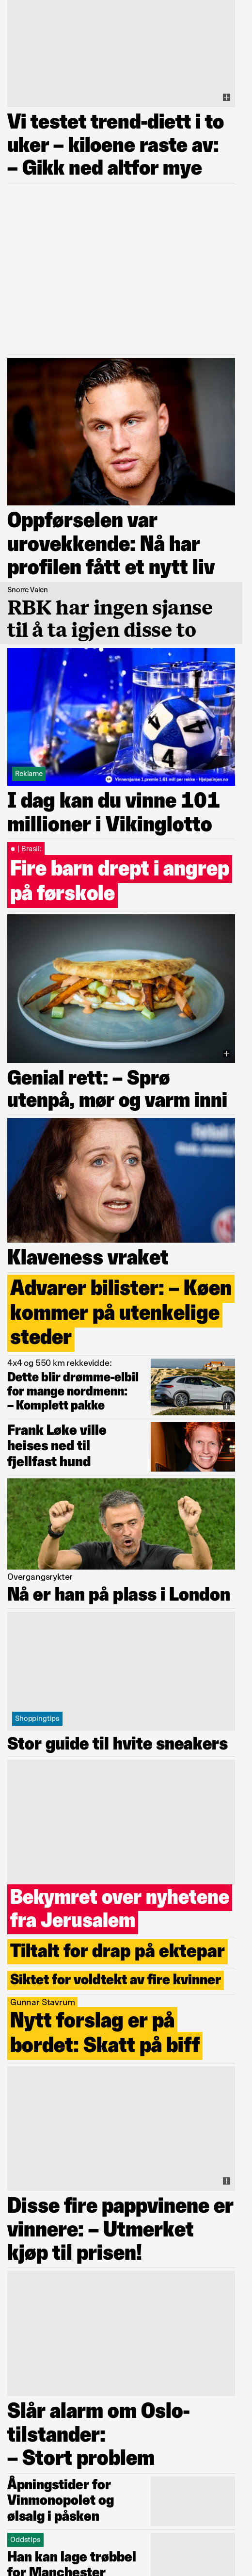 Vi testet trend-diett i to
uker – kiloene raste av:
– Gikk ned altfor mye
Oppførselen var
urovekkende: Nå har
profilen fått et nytt liv
Snorre Valen
RBK har ingen sjanse
til å ta igjen disse to
Reklame
Vinnersjanse 1.premie 1:61 mill per rekke - Hjelpelinjen.no
4
I dag kan du vinne 101
millioner i Vikinglotto
| Brasil:
Fire barn drept i angrep
på førskole
Genial rett: – Sprø
utenpå, mør og varm inni
Klaveness vraket
Advarer bilister: – Køen
kommer på utenkelige
steder
4x4 og 550 km rekkevidde:
Dette blir drømme-elbil
for mange nordmenn:
– Komplett pakke
Frank Løke ville
heises ned til
fjellfast hund
Overgangsrykter
Nå er han på plass i London
Shoppingtips
Stor guide til hvite sneakers
Bekymret over nyhetene
fra Jerusalem
Tiltalt for drap på ektepar
Siktet for voldtekt av fire kvinner
Gunnar Stavrum
Nytt forslag er på
bordet: Skatt på biff
Disse fire pappvinene er
vinnere: – Utmerket
kjøp til prisen!
Slår alarm om Oslo-
tilstander:
– Stort problem
Åpningstider for
Vinmonopolet og
ølsalg i påsken
Oddstips
Han kan lage trøbbel
for Manchester